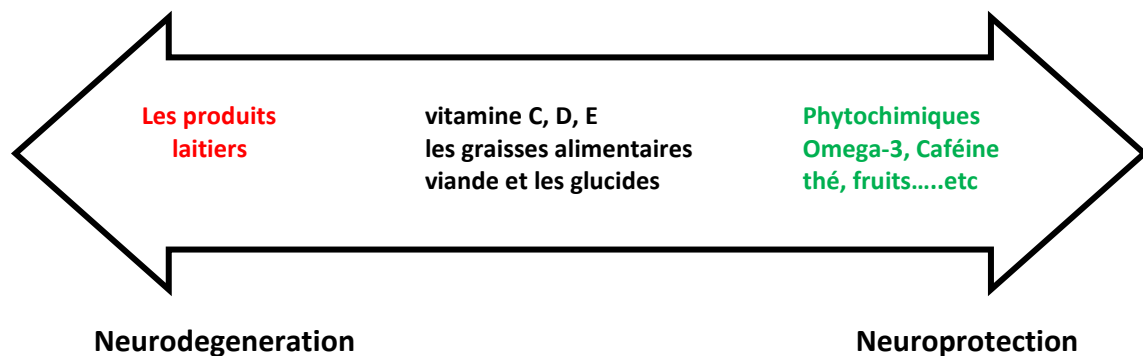 Les produits
laitiers
vitamine C, D, E
les graisses alimentaires
viande et les glucides
Phytochimiques
Omega-3, Caféine
thé, fruits…..etc
Neurodegeneration
Neuroprotection